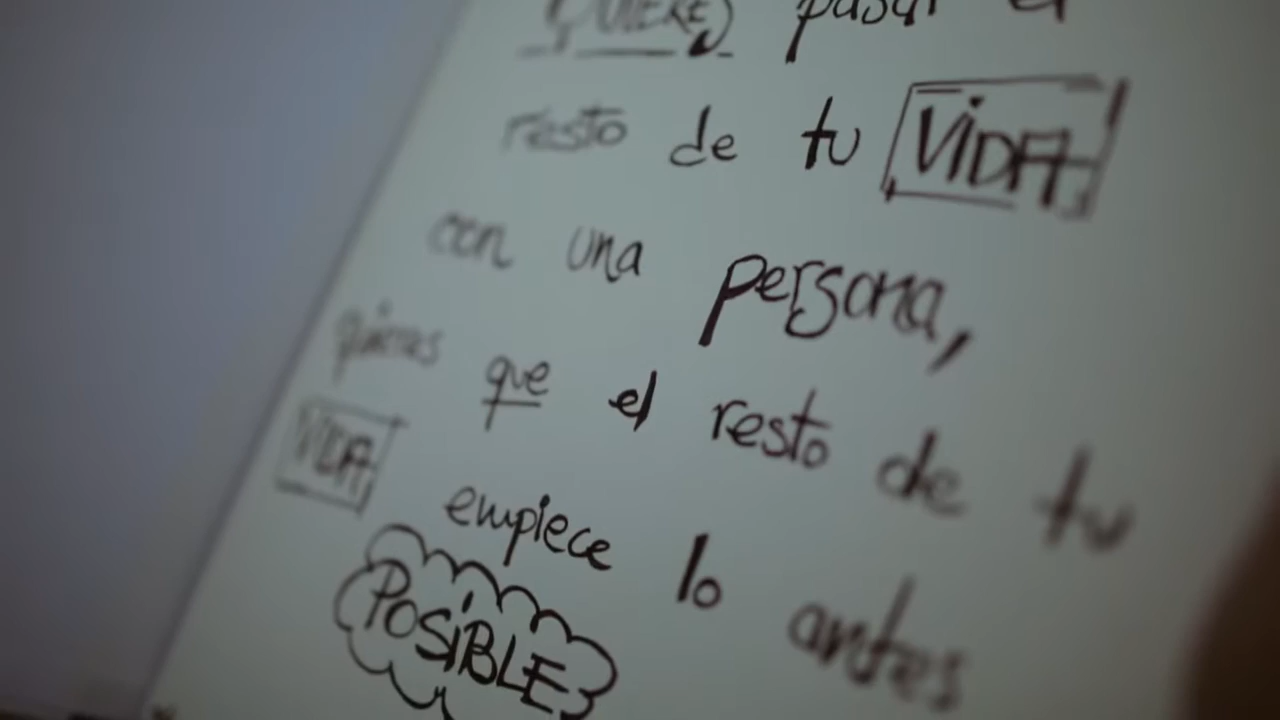 QUIERES pasar el
resto de tu VIDA
con una persona,
quieres que el resto de tu
VIDA empiece lo antes
POSIBLE